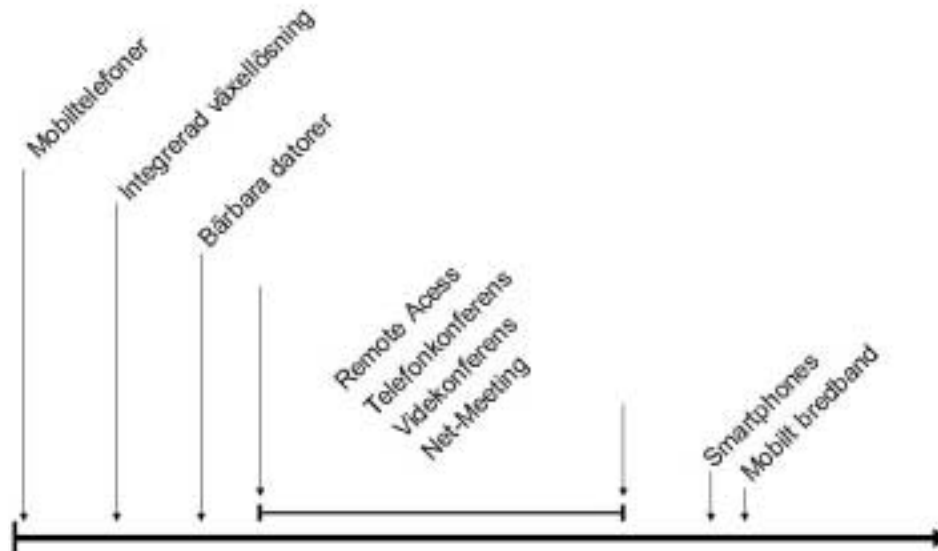 Mobiltelefoner
Integrerad växellösning
Bärbara datorer
Remote Acess
Telefonkonferens
Videkonferens
Net-Meeting
Smartphones
Mobilt bredband